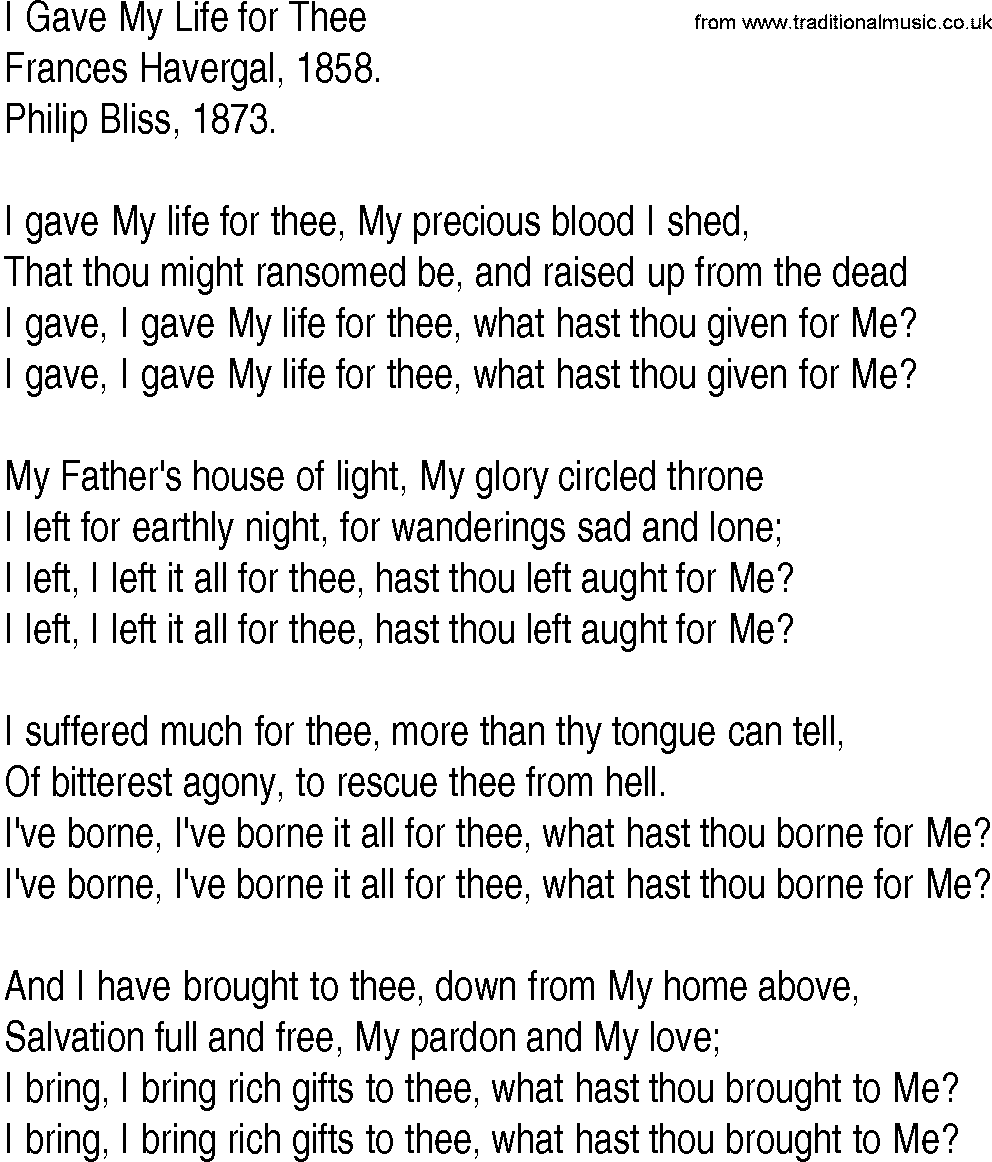 I Gave My Life for Thee from www.traditionalmusic.co.uk
Frances Havergal, 1858.
Philip Bliss, 1873.

I gave My life for thee, My precious blood I shed,
That thou might ransomed be, and raised up from the dead
I gave, I gave My life for thee, what hast thou given for Me?
I gave, I gave My life for thee, what hast thou given for Me?

My Father's house of light, My glory circled throne
I left for earthly night, for wanderings sad and lone;
I left, I left it all for thee, hast thou left aught for Me?
I left, I left it all for thee, hast thou left aught for Me?

I suffered much for thee, more than thy tongue can tell,
Of bitterest agony, to rescue thee from hell.
I've borne, I've borne it all for thee, what hast thou borne for Me?
I've borne, I've borne it all for thee, what hast thou borne for Me?

And I have brought to thee, down from My home above,
Salvation full and free, My pardon and My love;
I bring, I bring rich gifts to thee, what hast thou brought to Me?
I bring, I bring rich gifts to thee, what hast thou brought to Me?